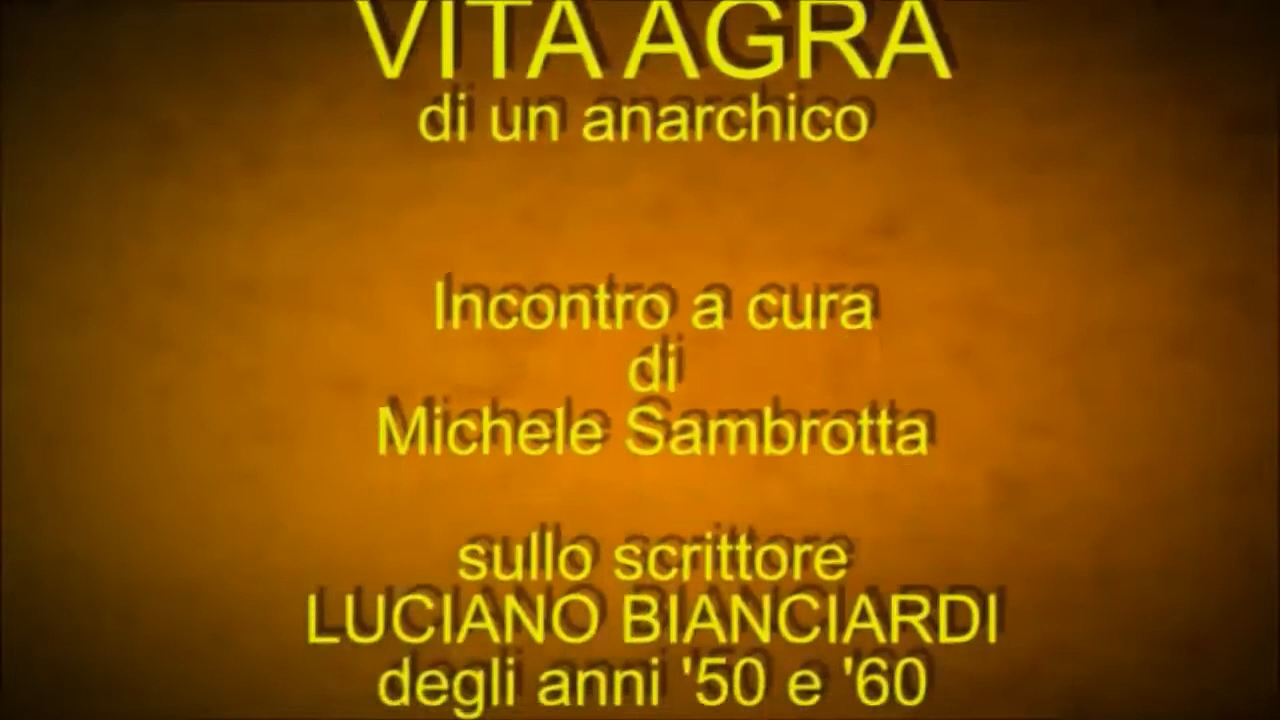 VITA AGRA
di un anarchico
Incontro a cura
di
Michele Sambrotta
sullo scrittore
LUCIANO BIANCIARDI
degli anni '50 e '60